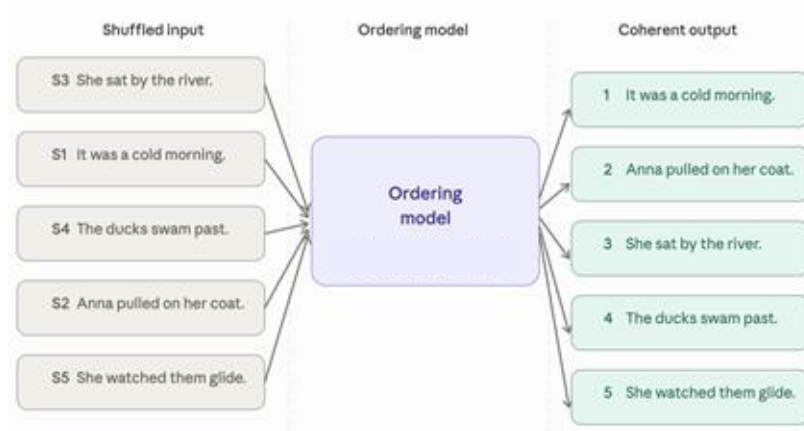 Shuffled input
Ordering model
Coherent output
S3 She sat by the river.
S1 It was a cold morning.
S4 The ducks swam past.
S2 Anna pulled on her coat.
S5 She watched them glide.
Ordering
model
1 It was a cold morning.
2 Anna pulled on her coat.
3 She sat by the river.
4 The ducks swam past.
5 She watched them glide.